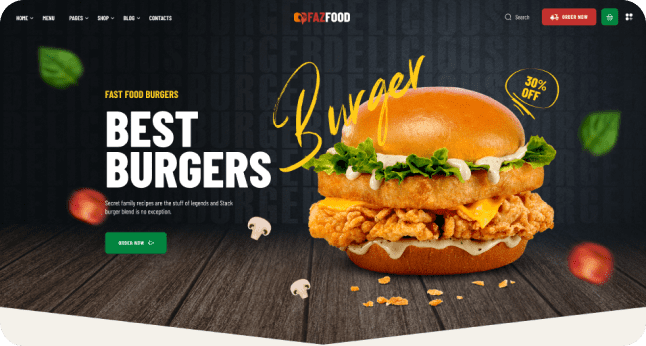 HOME
MENU
PAGES
SHOP
BLOG
CONTACTS
FAZFOOD
Search
ORDER NOW
Burger
30%
OFF
FAST FOOD BURGERS
BEST
BURGERS
Secret family recipes are the stuff of legends and Stack
burger blend is no exception.
ORDER NOW